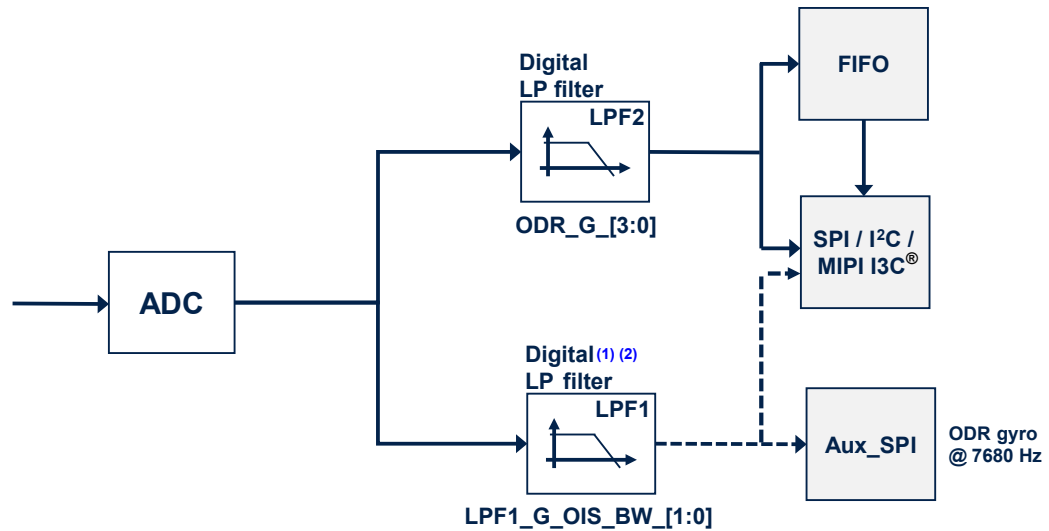 Digital
LP filter
LPF2
ODR_G_[3:0]
FIFO
SPI / I²C /
MIPI I3C®
ADC
Digital (1) (2)
LP filter
LPF1
LPF1_G_OIS_BW_[1:0]
Aux_SPI
ODR gyro
@ 7680 Hz